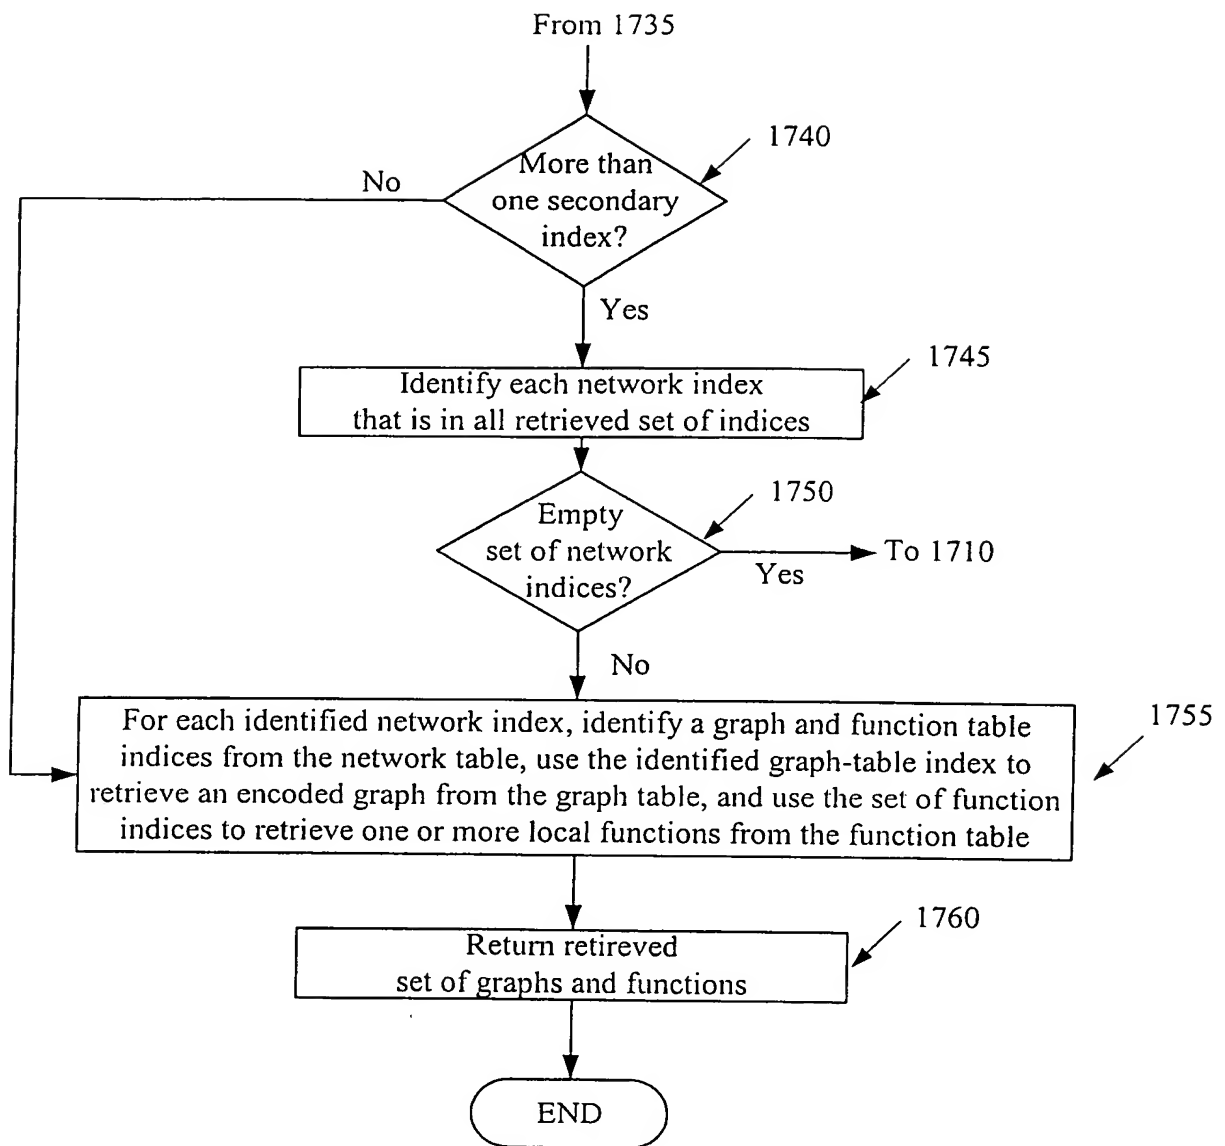 From 1735
1740
More than
one secondary
index?
No
Yes
1745
Identify each network index
that is in all retrieved set of indices
1750
Empty
set of network
indices?
To 1710
Yes
No
1755
For each identified network index, identify a graph and function table
indices from the network table, use the identified graph-table index to
retrieve an encoded graph from the graph table, and use the set of function
indices to retrieve one or more local functions from the function table
1760
Return retireved
set of graphs and functions
END